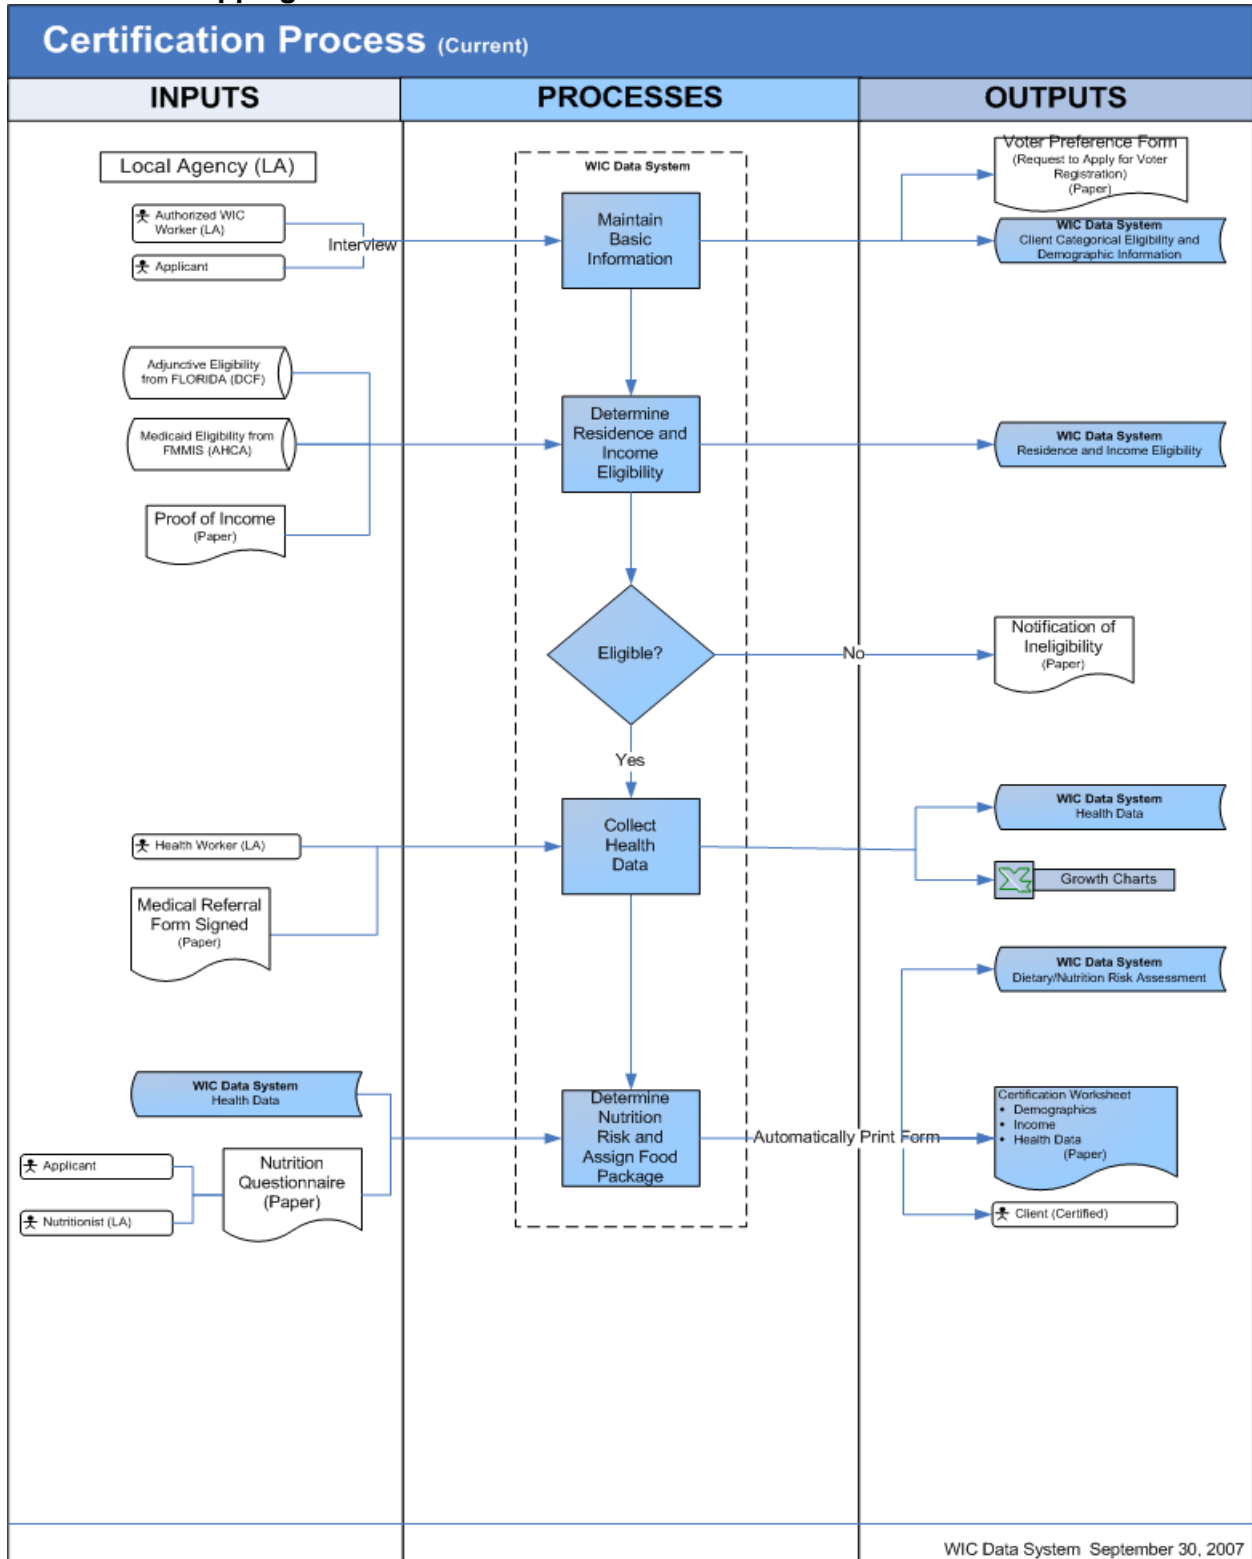 Certification Process (Current)
INPUTS
PROCESSES
OUTPUTS
Local Agency (LA)
Authorized WIC
Worker (LA)
Interview
Applicant
WIC Data System
Maintain
Basic
Information
Voter Preference Form
(Request to Apply for Voter
Registration)
(Paper)
WIC Data System
Client Categorical Eligibility and
Demographic Information
Adjunctive Eligibility
from FLORIDA (DCF)
Medicaid Eligibility from
FMMIS (AHCA)
Proof of Income
(Paper)
Determine
Residence and
Income
Eligibility
WIC Data System
Residence and Income Eligibility
Eligible?
No
Notification of
Ineligibility
(Paper)
Yes
Health Worker (LA)
Medical Referral
Form Signed
(Paper)
Collect
Health
Data
WIC Data System
Health Data
Growth Charts
WIC Data System
Dietary/Nutrition Risk Assessment
WIC Data System
Health Data
Applicant
Nutritionist (LA)
Nutrition
Questionnaire
(Paper)
Determine
Nutrition
Risk and
Assign Food
Package
Automatically Print Form
Certification Worksheet
• Demographics
• Income
• Health Data
(Paper)
Client (Certified)
WIC Data System September 30, 2007